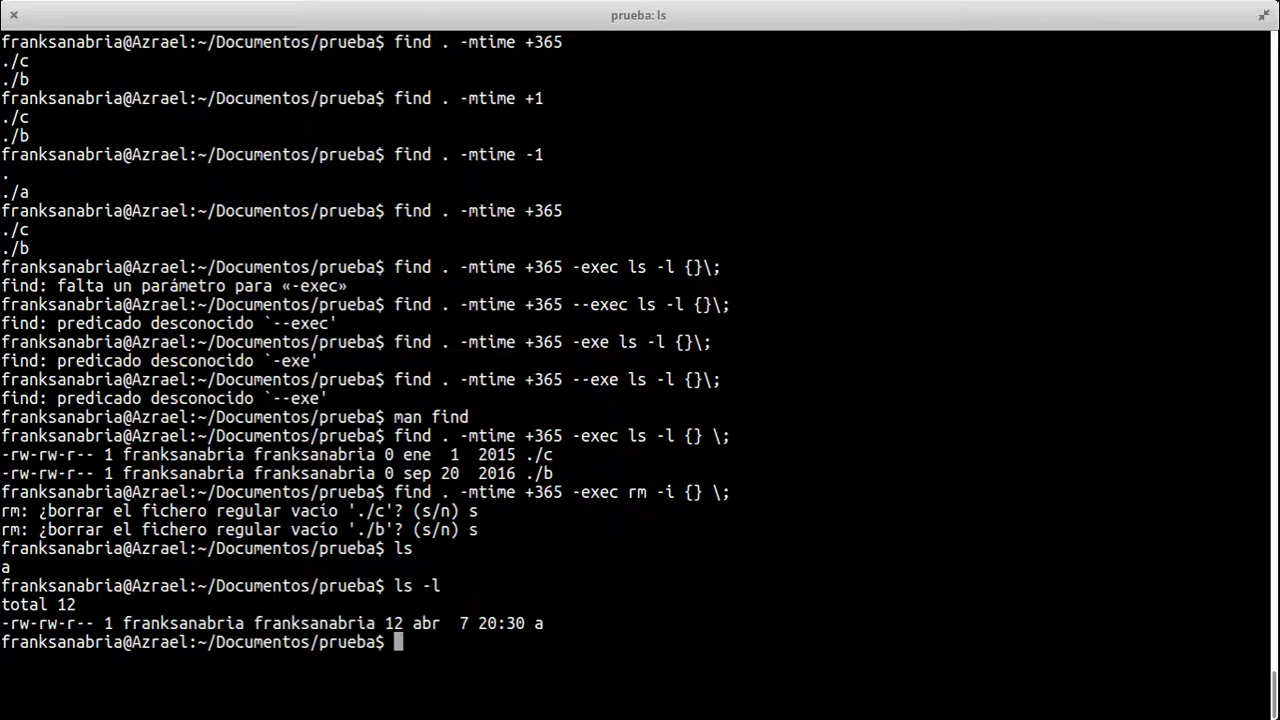 prueba: ls
franksanabria@Azrael:~/Documentos/prueba$ find . -mtime +365
./c
./b
franksanabria@Azrael:~/Documentos/prueba$ find . -mtime +1
./c
./b
franksanabria@Azrael:~/Documentos/prueba$ find . -mtime -1
.
./a
franksanabria@Azrael:~/Documentos/prueba$ find . -mtime +365
./c
./b
franksanabria@Azrael:~/Documentos/prueba$ find . -mtime +365 -exec ls -l {}\;
find: falta un parámetro para «-exec»
franksanabria@Azrael:~/Documentos/prueba$ find . -mtime +365 --exec ls -l {}\;
find: predicado desconocido `--exec'
franksanabria@Azrael:~/Documentos/prueba$ find . -mtime +365 -exe ls -l {}\;
find: predicado desconocido `-exe'
franksanabria@Azrael:~/Documentos/prueba$ find . -mtime +365 --exe ls -l {}\;
find: predicado desconocido `--exe'
franksanabria@Azrael:~/Documentos/prueba$ man find
franksanabria@Azrael:~/Documentos/prueba$ find . -mtime +365 -exec ls -l {} \;
-rw-rw-r-- 1 franksanabria franksanabria 0 ene  1  2015 ./c
-rw-rw-r-- 1 franksanabria franksanabria 0 sep 20  2016 ./b
franksanabria@Azrael:~/Documentos/prueba$ find . -mtime +365 -exec rm -i {} \;
rm: ¿borrar el fichero regular vacío './c'? (s/n) s
rm: ¿borrar el fichero regular vacío './b'? (s/n) s
franksanabria@Azrael:~/Documentos/prueba$ ls
a
franksanabria@Azrael:~/Documentos/prueba$ ls -l
total 12
-rw-rw-r-- 1 franksanabria franksanabria 12 abr  7 20:30 a
franksanabria@Azrael:~/Documentos/prueba$